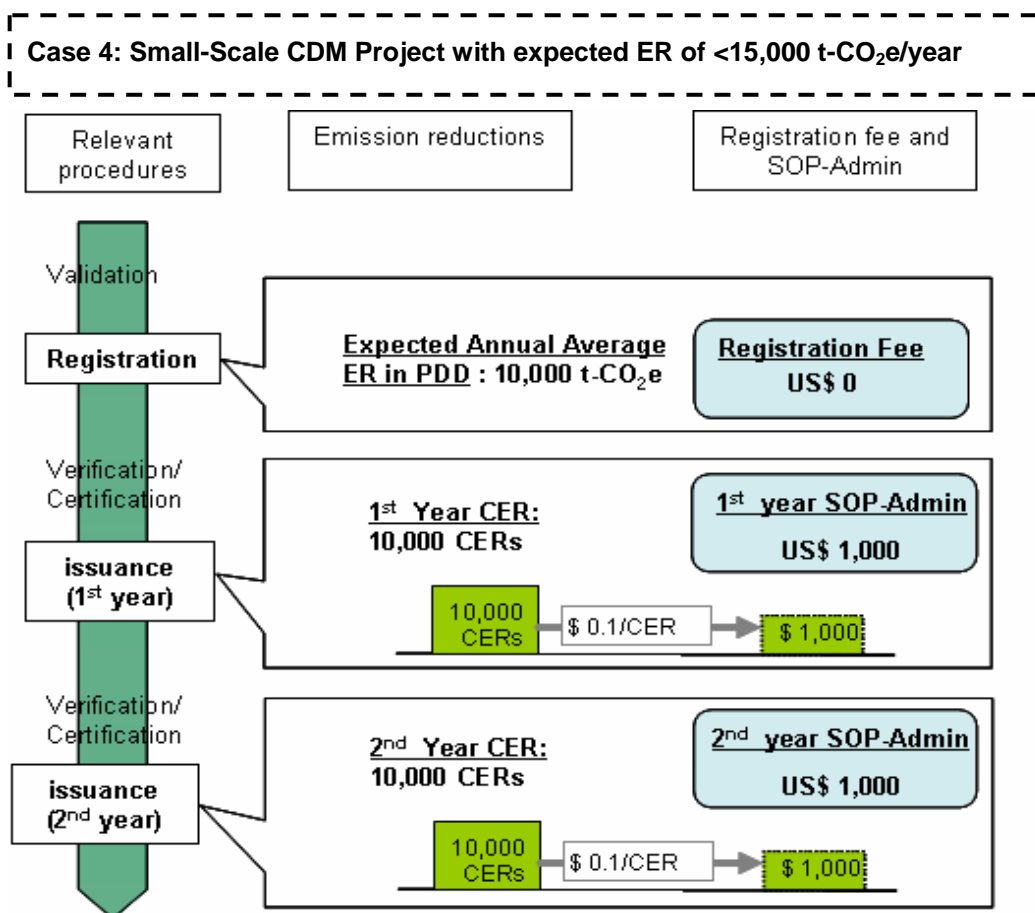 Case 4: Small-Scale CDM Project with expected ER of <15,000 t-CO₂e/year
Relevant
procedures
Emission reductions
Registration fee and
SOP-Admin
Validation
Registration
Expected Annual Average
ER in PDD : 10,000 t-CO₂e
Registration Fee
US$ 0
Verification/
Certification
issuance
(1st year)
1st Year CER:
10,000 CERs
1st year SOP-Admin
US$ 1,000
10,000
CERs
$ 0.1/CER
$ 1,000
Verification/
Certification
issuance
(2nd year)
2nd Year CER:
10,000 CERs
2nd year SOP-Admin
US$ 1,000
10,000
CERs
$ 0.1/CER
$ 1,000